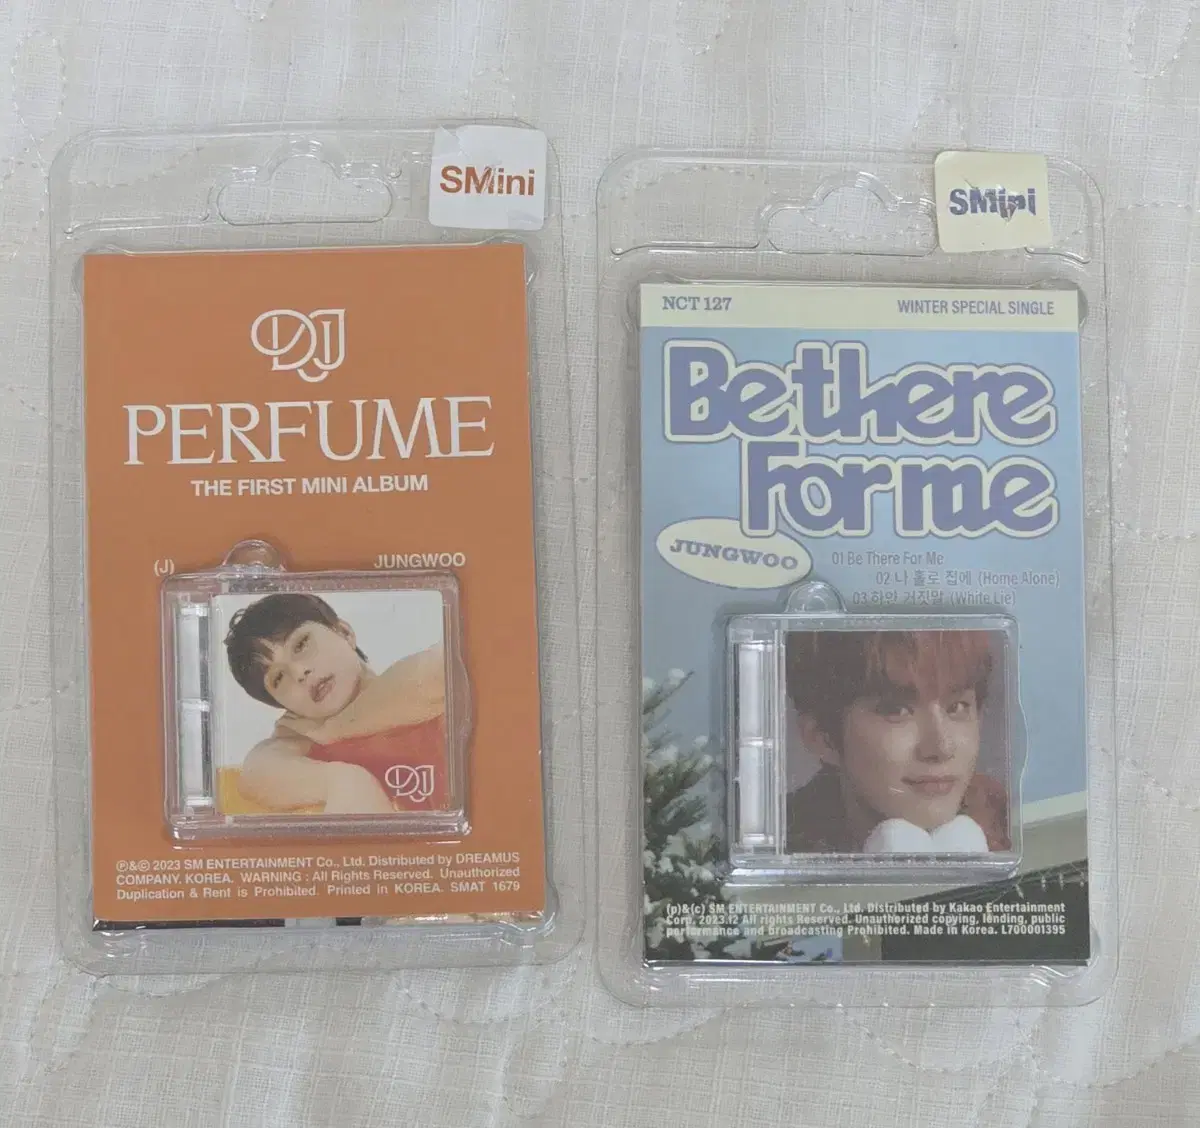 SMini
DJ
PERFUME
THE FIRST MINI ALBUM
(J) JUNGWOO
DJ
℗&© 2023 SM ENTERTAINMENT Co., Ltd. Distributed by DREAMUS
COMPANY. KOREA. WARNING : All Rights Reserved. Unauthorized
Duplication & Rent is Prohibited. Printed in KOREA. SMAT 1679
SMini
NCT 127 WINTER SPECIAL SINGLE
Be there
For me
JUNGWOO
01 Be There For Me
02 나 홀로 집에 (Home Alone)
03 하얀 거짓말 (White Lie)
(p)&(c) SM ENTERTAINMENT Co., Ltd. Distributed by Kakao Entertainment
Corp. 2023.12 All rights Reserved. Unauthorized copying, lending, public
performance and broadcasting Prohibited. Made in Korea. L700001395